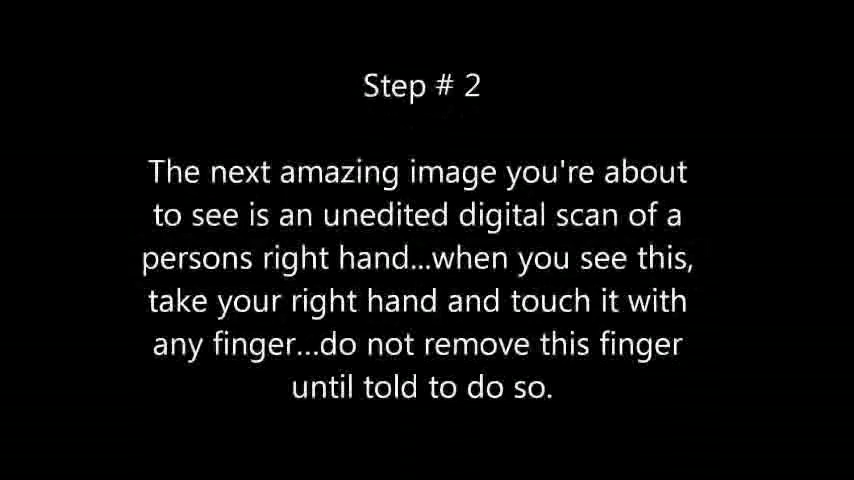 Step # 2
The next amazing image you're about
to see is an unedited digital scan of a
persons right hand...when you see this,
take your right hand and touch it with
any finger...do not remove this finger
until told to do so.